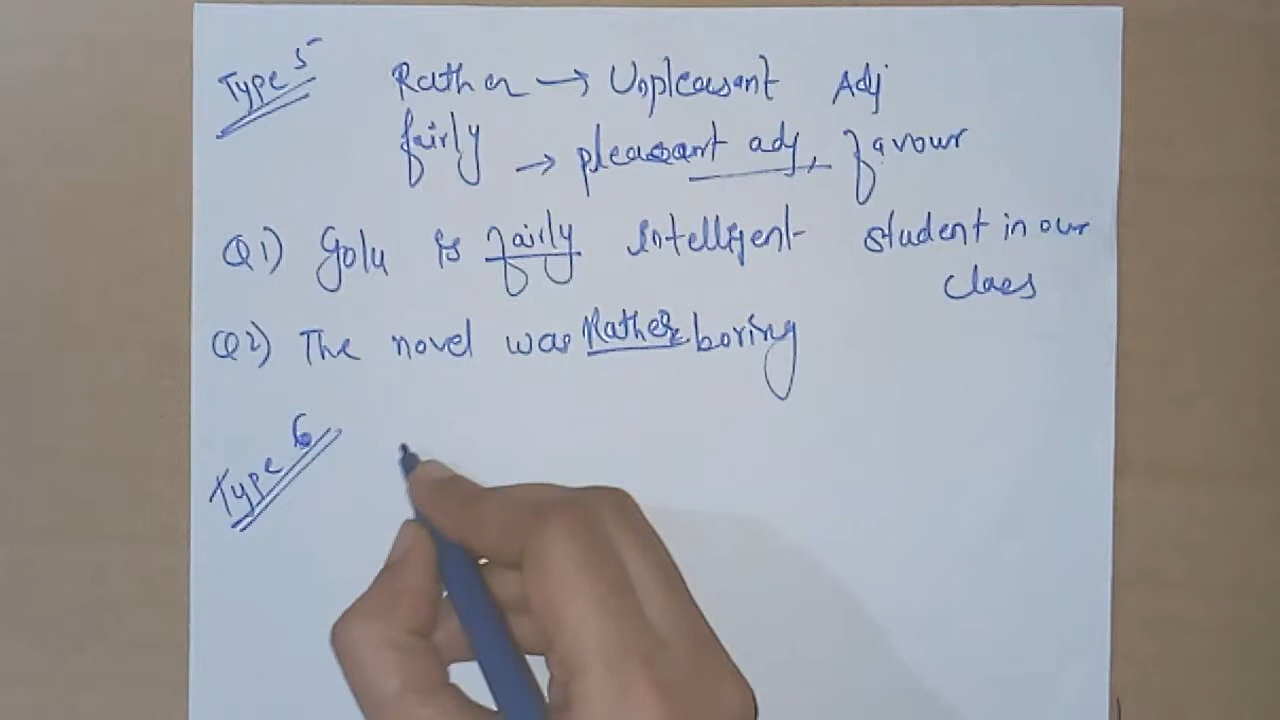 Type 5
Rather → Unpleasant Adj
fairly → pleasant adj, favour
Q1) Golu is fairly intelligent student in our
class
Q2) The novel was Rather boring
Type 6